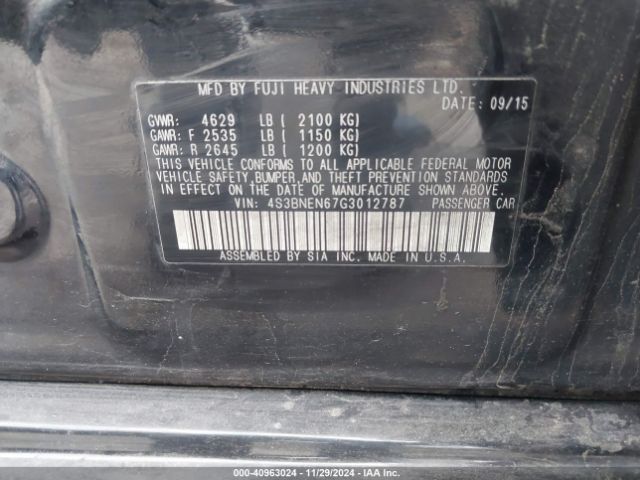 MFD BY FUJI HEAVY INDUSTRIES LTD.
DATE: 09/15
GVWR: 4629 LB ( 2100 KG)
GAWR: F 2535 LB ( 1150 KG)
GAWR: R 2645 LB ( 1200 KG)
THIS VEHICLE CONFORMS TO ALL APPLICABLE FEDERAL MOTOR
VEHICLE SAFETY, BUMPER, AND THEFT PREVENTION STANDARDS
IN EFFECT ON THE DATE OF MANUFACTURE SHOWN ABOVE.
VIN: 4S3BNEN67G3012787 PASSENGER CAR
ASSEMBLED BY SIA INC. MADE IN U.S.A.
000-40963024 | 11/29/2024 | IAA Inc.